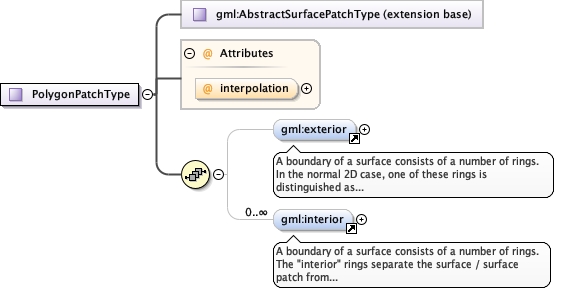 gml:AbstractSurfacePatchType (extension base)
@ Attributes
@ interpolation
PolygonPatchType
gml:exterior
A boundary of a surface consists of a number of rings.
In the normal 2D case, one of these rings is
distinguished as...
0..∞
gml:interior
A boundary of a surface consists of a number of rings.
The "interior" rings separate the surface / surface
patch from...